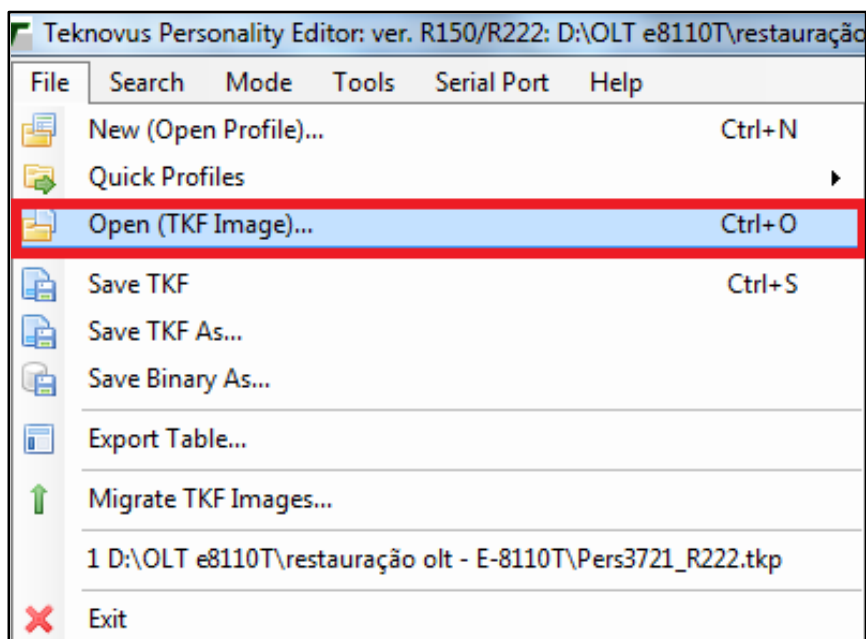 Teknovus Personality Editor: ver. R150/R222: D:\OLT e8110T\restauração
File Search Mode Tools Serial Port Help
New (Open Profile)... Ctrl+N
Quick Profiles
Open (TKF Image)... Ctrl+O
Save TKF Ctrl+S
Save TKF As...
Save Binary As...
Export Table...
Migrate TKF Images...
1 D:\OLT e8110T\restauração olt - E-8110T\Pers3721_R222.tkp
Exit